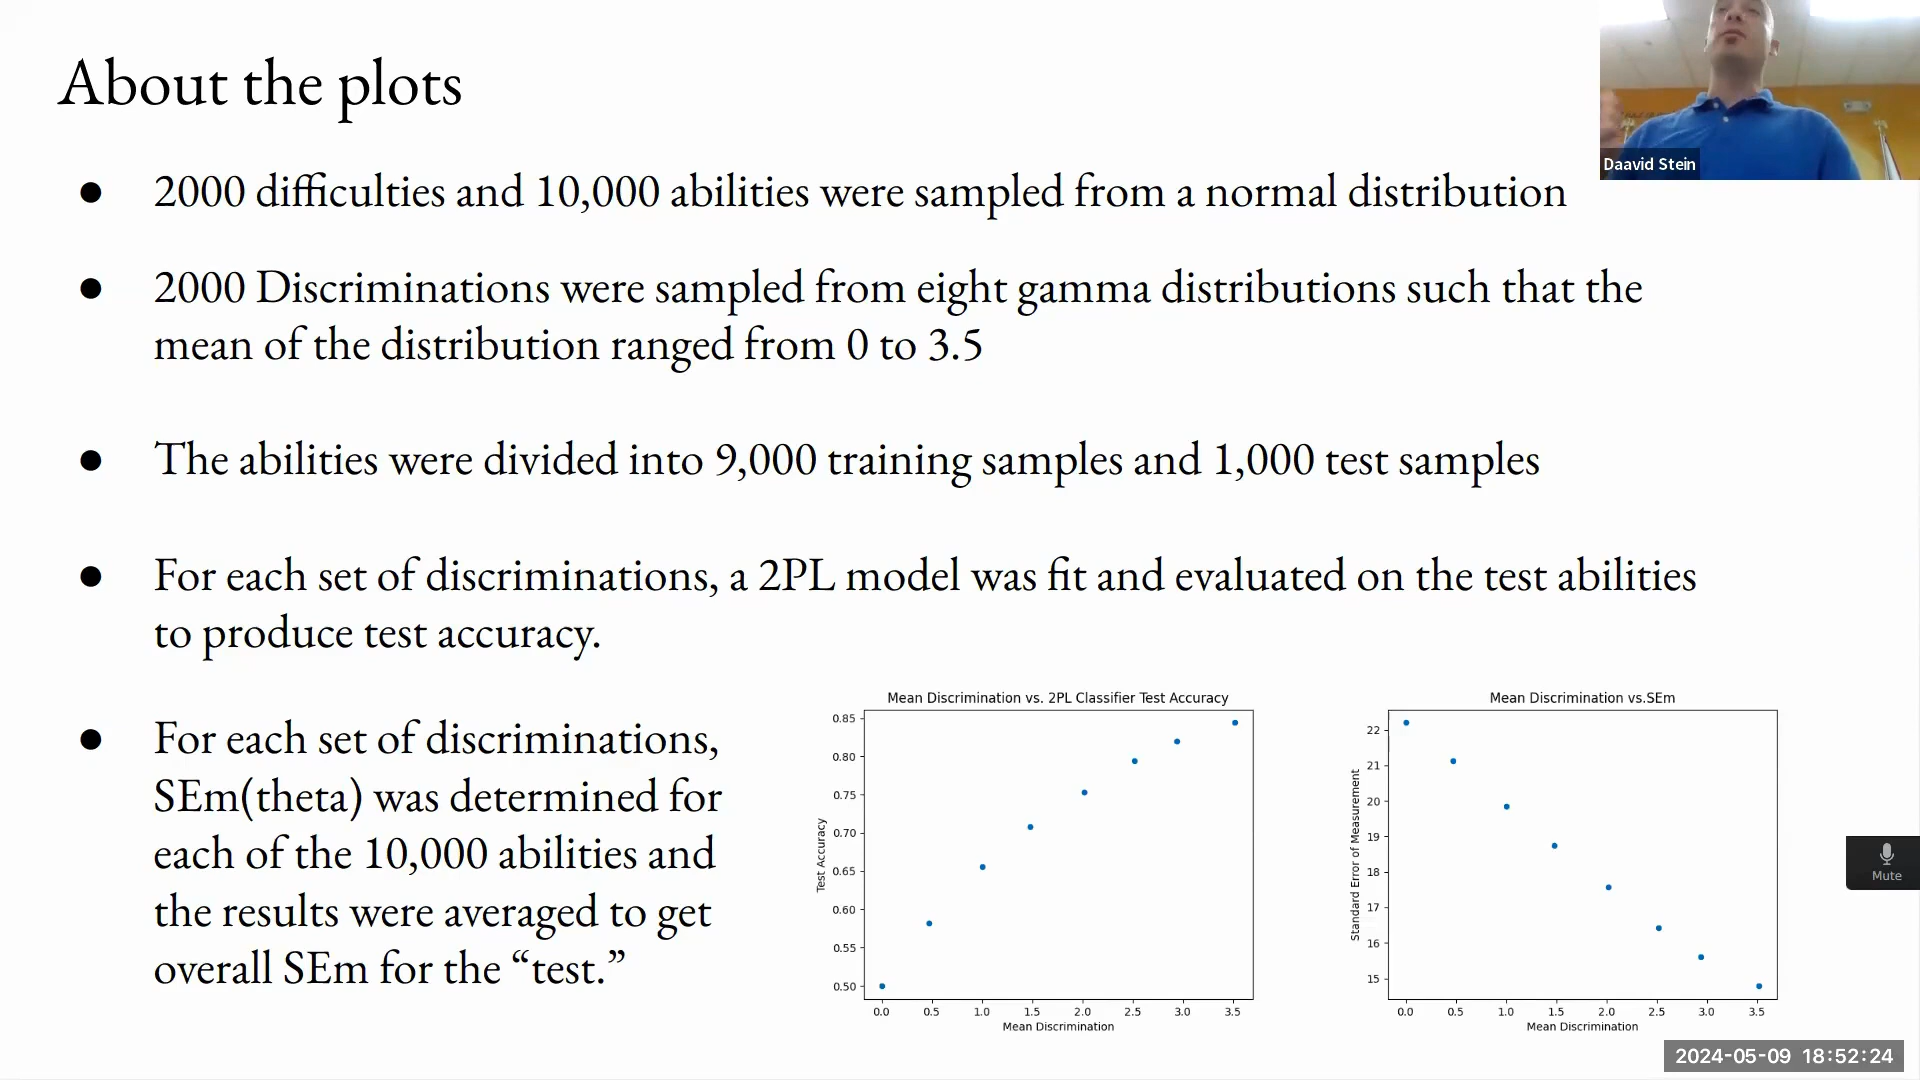 About the plots
Daavid Stein
● 2000 difficulties and 10,000 abilities were sampled from a normal distribution
● 2000 Discriminations were sampled from eight gamma distributions such that the
mean of the distribution ranged from 0 to 3.5
● The abilities were divided into 9,000 training samples and 1,000 test samples
● For each set of discriminations, a 2PL model was fit and evaluated on the test abilities
to produce test accuracy.
● For each set of discriminations,
SEm(theta) was determined for
each of the 10,000 abilities and
the results were averaged to get
overall SEm for the “test.”
Mean Discrimination vs. 2PL Classifier Test Accuracy
Test Accuracy
0.85
0.80
0.75
0.70
0.65
0.60
0.55
0.50
0.0 0.5 1.0 1.5 2.0 2.5 3.0 3.5
Mean Discrimination
Mean Discrimination vs.SEm
Standard Error of Measurement
22
21
20
19
18
17
16
15
0.0 0.5 1.0 1.5 2.0 2.5 3.0 3.5
Mean Discrimination
Mute
2024-05-09 18:52:24